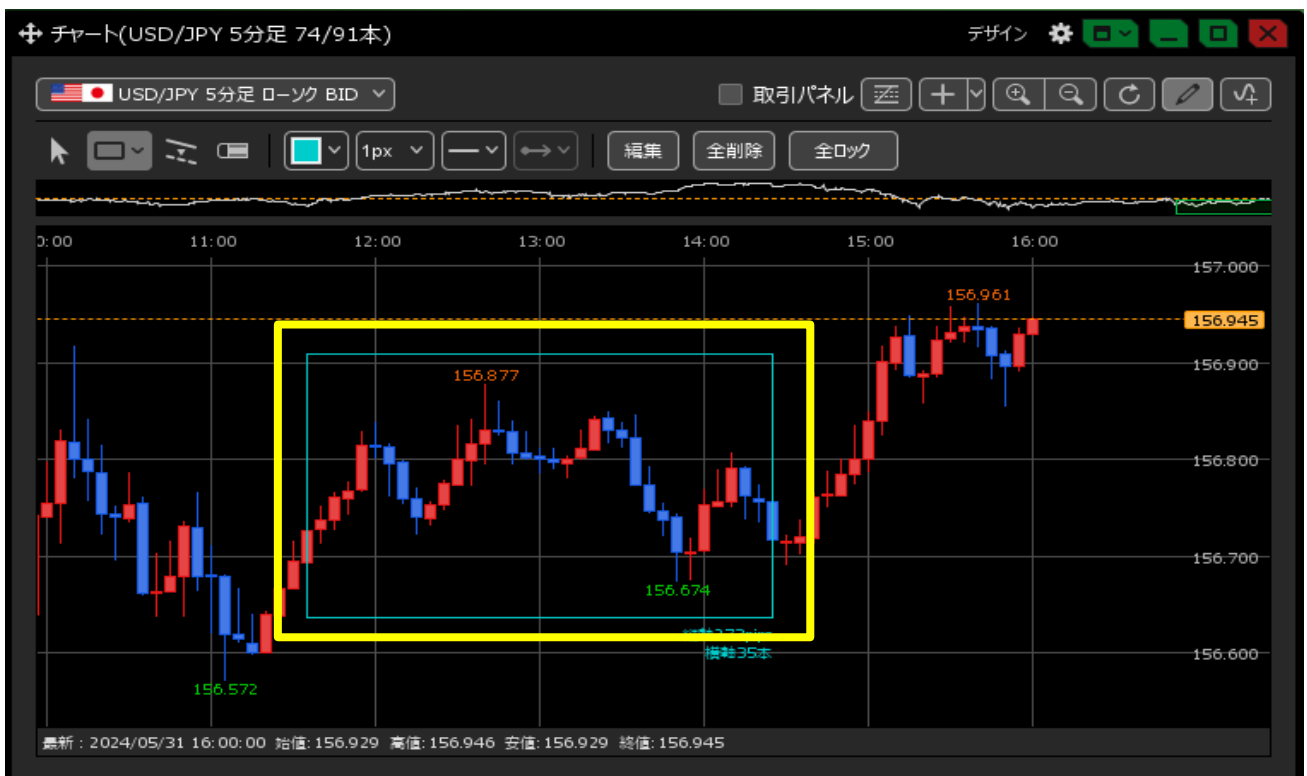 チャート(USD/JPY 5分足 74/91本)
デザイン
USD/JPY 5分足 ローソク BID
取引パネル
1px
編集
全削除
全ロック
11:00 12:00 13:00 14:00 15:00 16:00
157.000
156.961
156.945
156.900
156.877
156.800
156.700
156.674
横軸35本
156.600
156.572
最新 : 2024/05/31 16:00:00 始値: 156.929 高値: 156.946 安値: 156.929 終値: 156.945